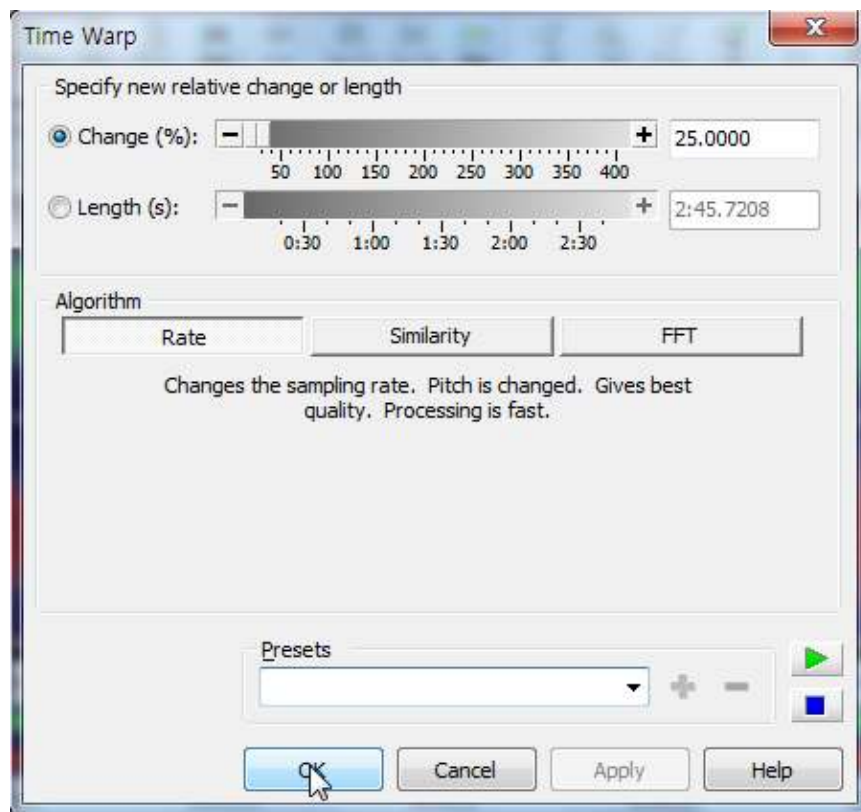 Time Warp
Specify new relative change or length
Change (%):
25.0000
50 100 150 200 250 300 350 400
Length (s):
2:45.7208
0:30 1:00 1:30 2:00 2:30
Algorithm
Rate Similarity FFT
Changes the sampling rate. Pitch is changed. Gives best
quality. Processing is fast.
Presets
OK Cancel Apply Help